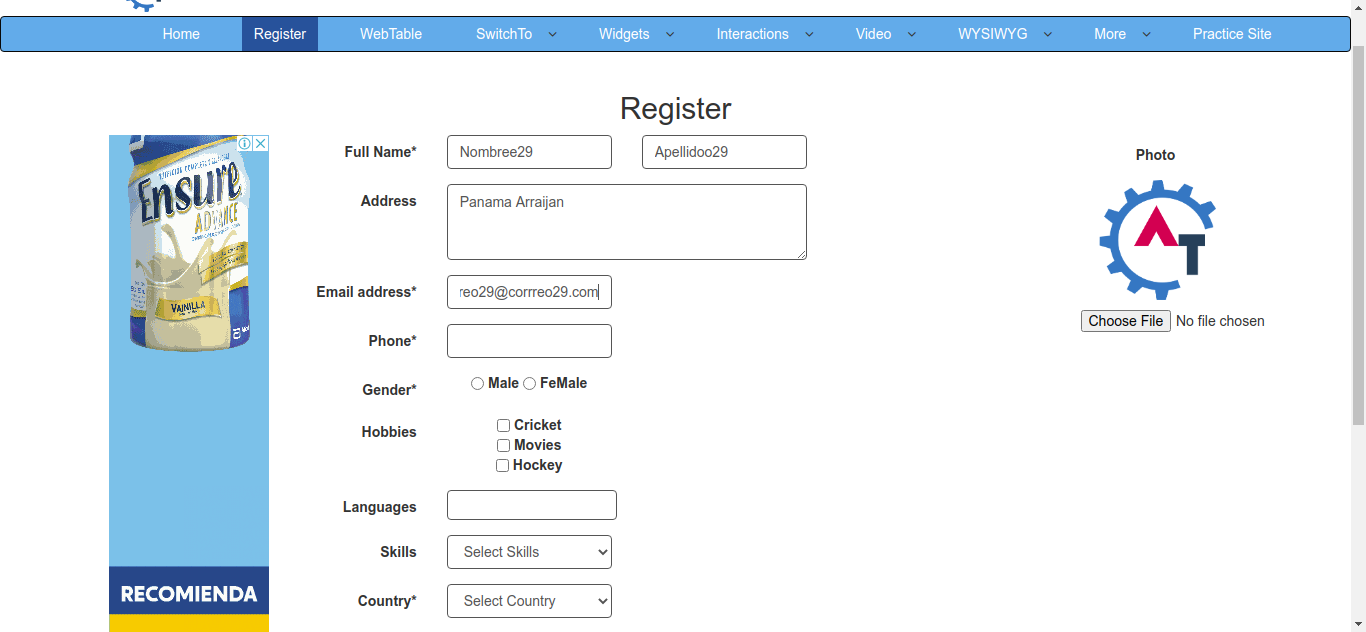 Home Register WebTable SwitchTo Widgets Interactions Video WYSIWYG More Practice Site
Register
Full Name* Nombree29 Apellidoo29
Address Panama Arraijan
Email address* reo29@corrreo29.com
Phone*
Gender* Male FeMale
Hobbies Cricket
Movies
Hockey
Languages
Skills Select Skills
Country* Select Country
Photo
AT
Choose File No file chosen
Ensure
ADVANCE
VAINILLA
RECOMIENDA